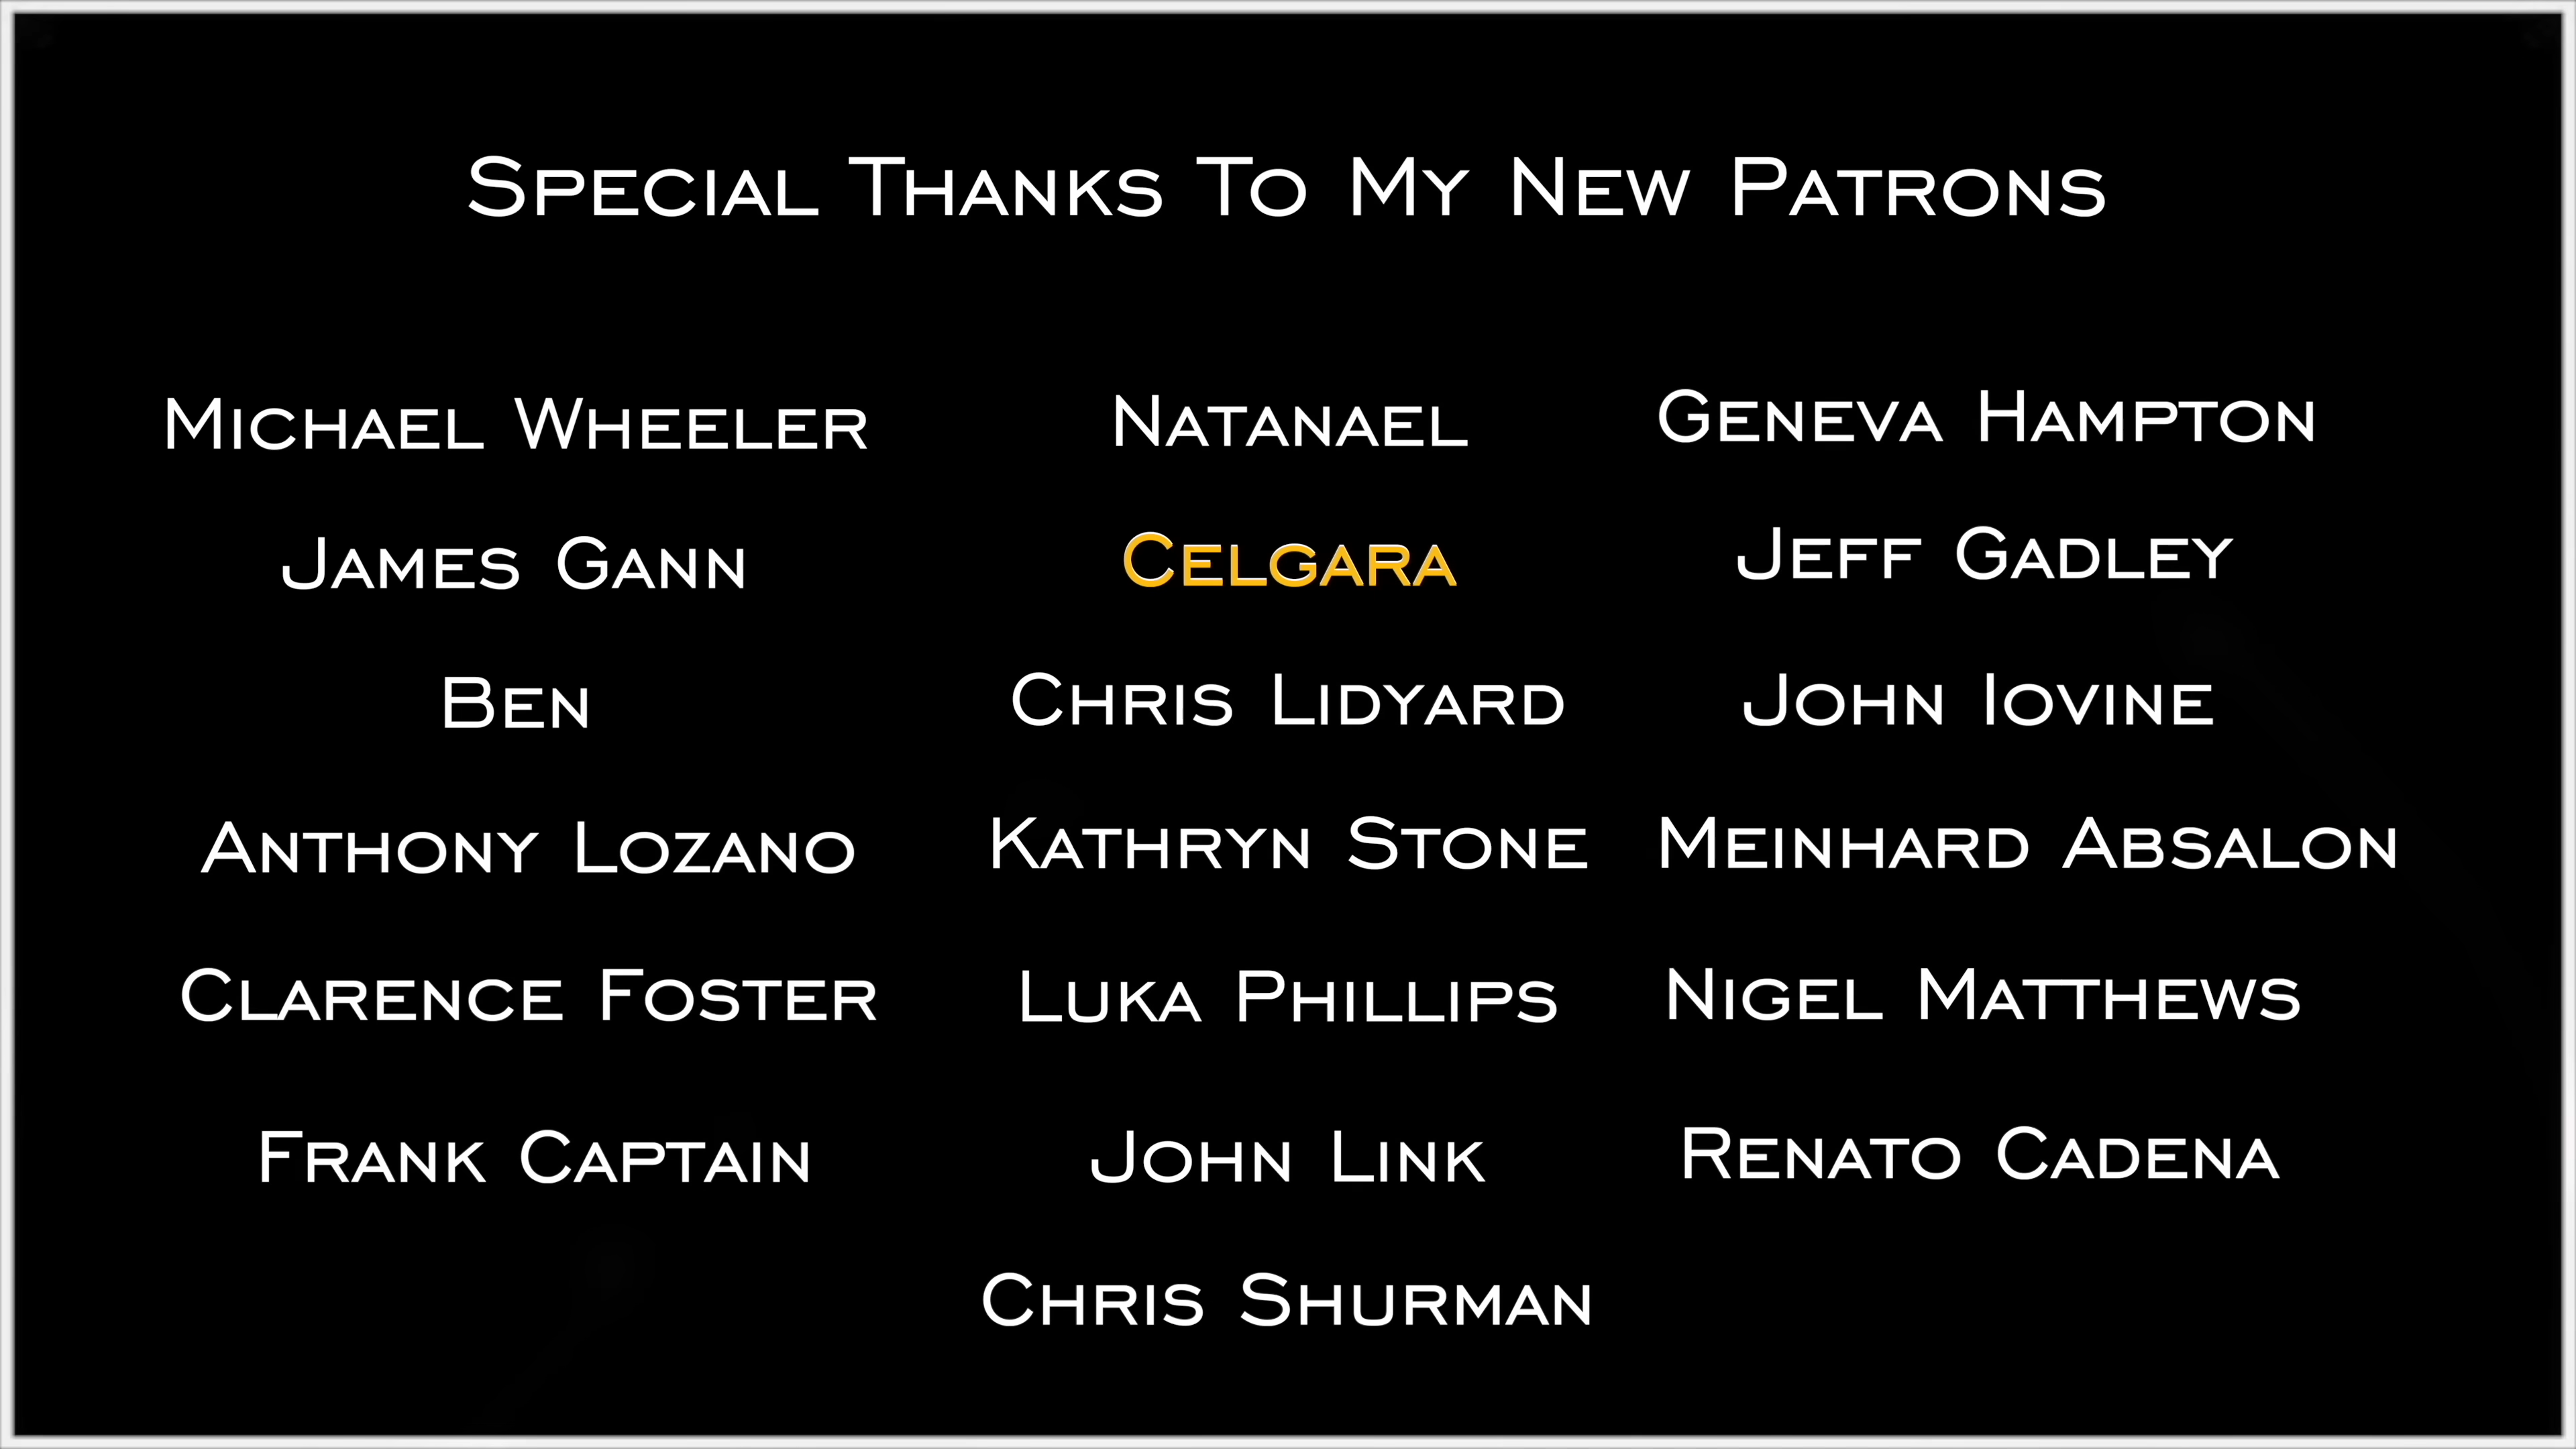 Special Thanks To My New Patrons
Michael Wheeler
Natanael
Geneva Hampton
James Gann
Celgara
Jeff Gadley
Ben
Chris Lidyard
John Iovine
Anthony Lozano
Kathryn Stone
Meinhard Absalon
Clarence Foster
Luka Phillips
Nigel Matthews
Frank Captain
John Link
Renato Cadena
Chris Shurman